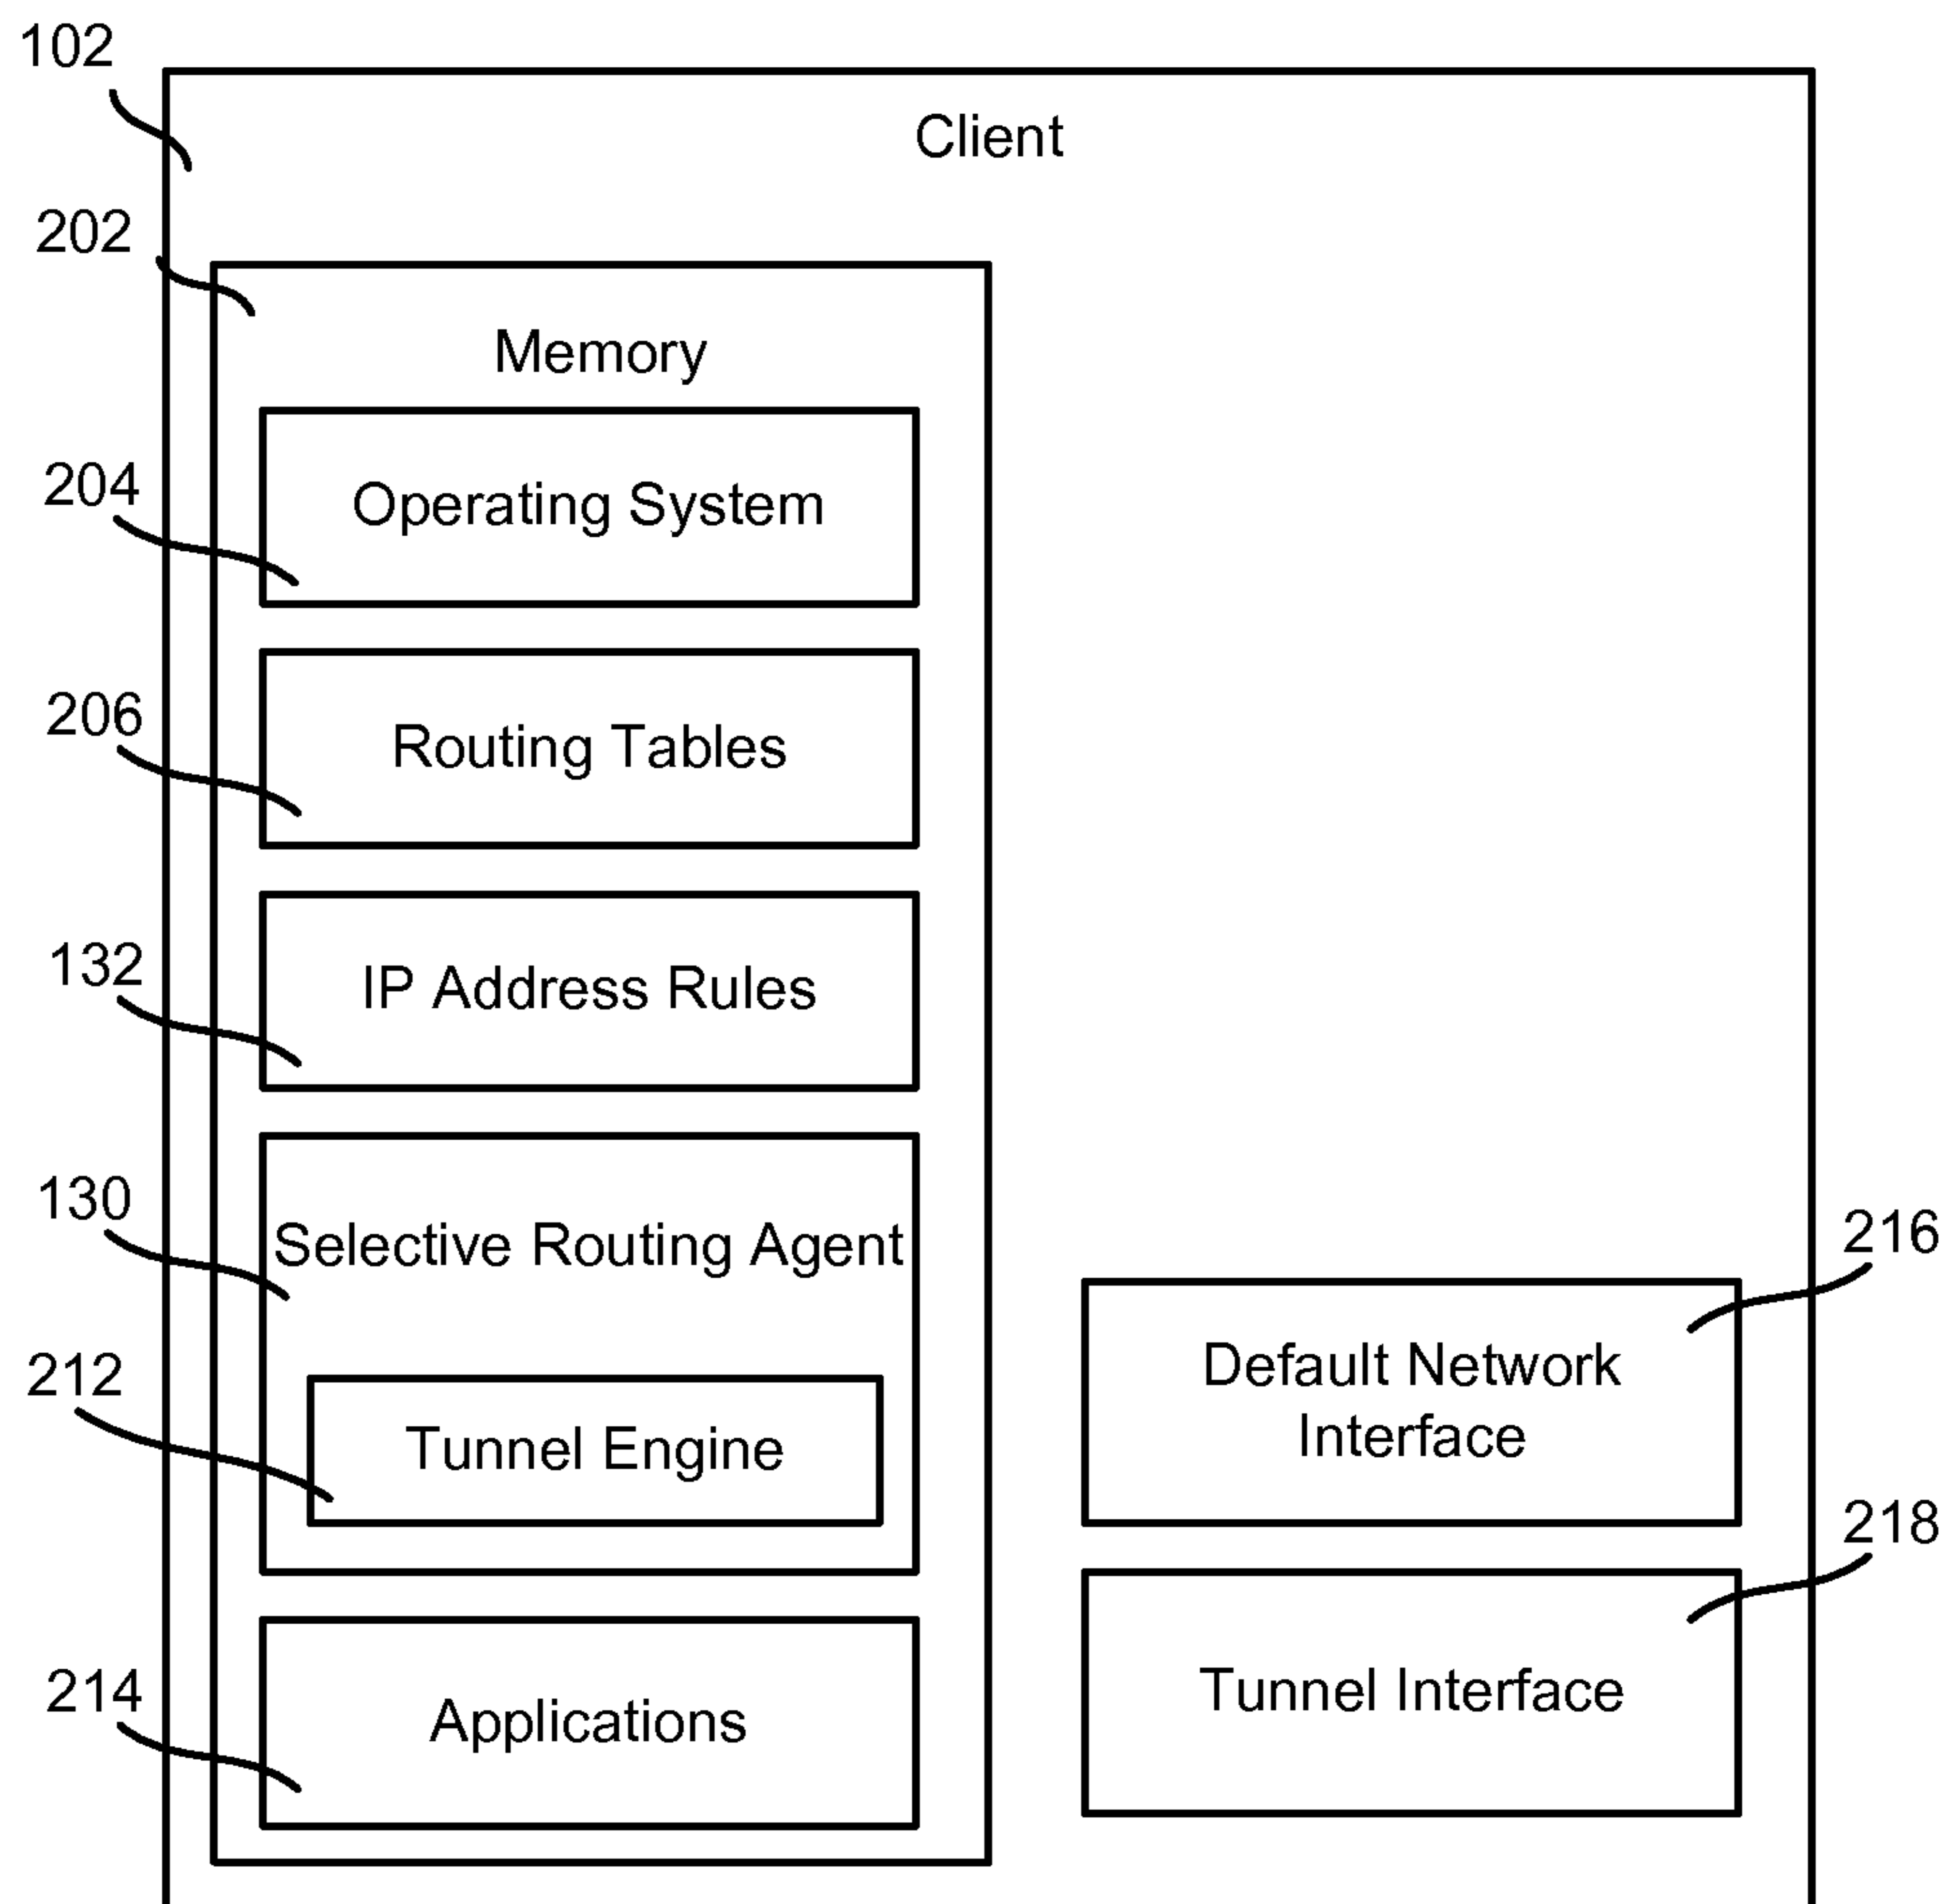 102
Client
202
Memory
204
Operating System
206
Routing Tables
132
IP Address Rules
130
Selective Routing Agent
212
Tunnel Engine
214
Applications
216
Default Network
Interface
218
Tunnel Interface